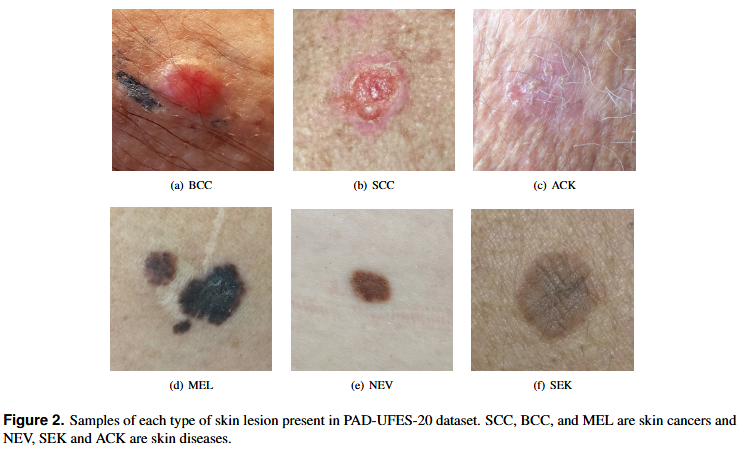 (a) BCC
(b) SCC
(c) ACK
(d) MEL
(e) NEV
(f) SEK
Figure 2. Samples of each type of skin lesion present in PAD-UFES-20 dataset. SCC, BCC, and MEL are skin cancers and
NEV, SEK and ACK are skin diseases.